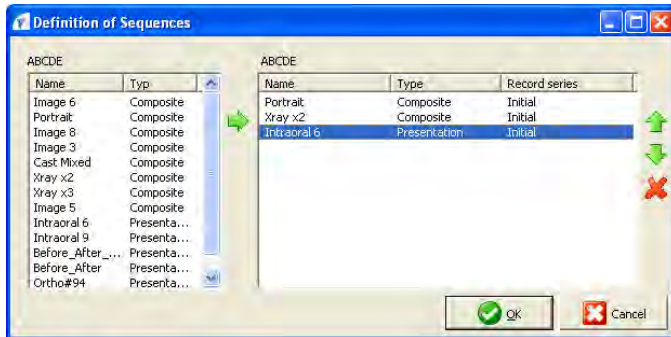 Definition of Sequences
ABCDE
Name Typ
Image 6 Composite
Portrait Composite
Image 8 Composite
Image 3 Composite
Cast Mixed Composite
Xray x2 Composite
Xray x3 Composite
Image 5 Composite
Intraoral 6 Presenta...
Intraoral 9 Presenta...
Before_After_... Presenta...
Before_After Presenta...
Ortho#94 Presenta...
ABCDE
Name Type Record series
Portrait Composite Initial
Xray x2 Composite Initial
Intraoral 6 Presentation Initial
OK
Cancel